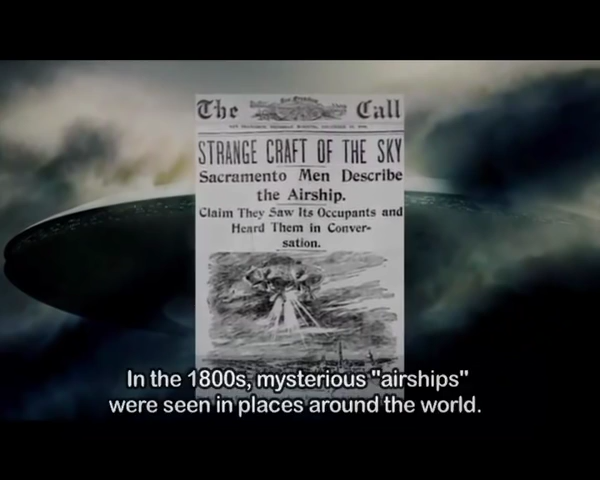 The Call
STRANGE CRAFT OF THE SKY
Sacramento Men Describe
the Airship.
Claim They Saw Its Occupants and
Heard Them in Conver-
sation.
In the 1800s, mysterious "airships"
were seen in places around the world.